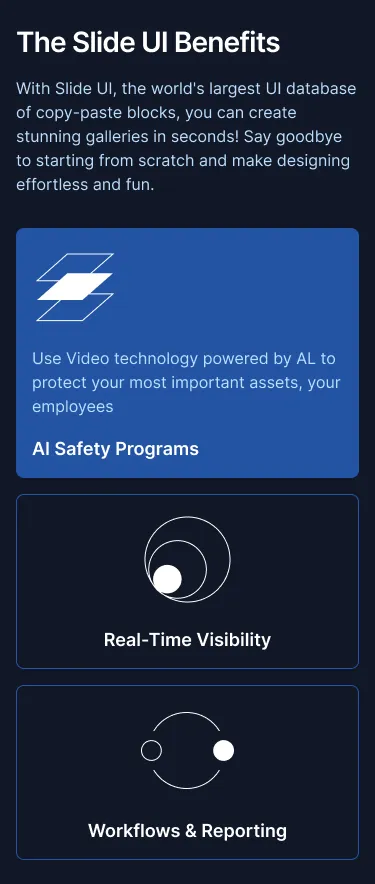 The Slide UI Benefits
With Slide UI, the world's largest UI database
of copy-paste blocks, you can create
stunning galleries in seconds! Say goodbye
to starting from scratch and make designing
effortless and fun.
Use Video technology powered by AL to
protect your most important assets, your
employees
AI Safety Programs
Real-Time Visibility
Workflows & Reporting